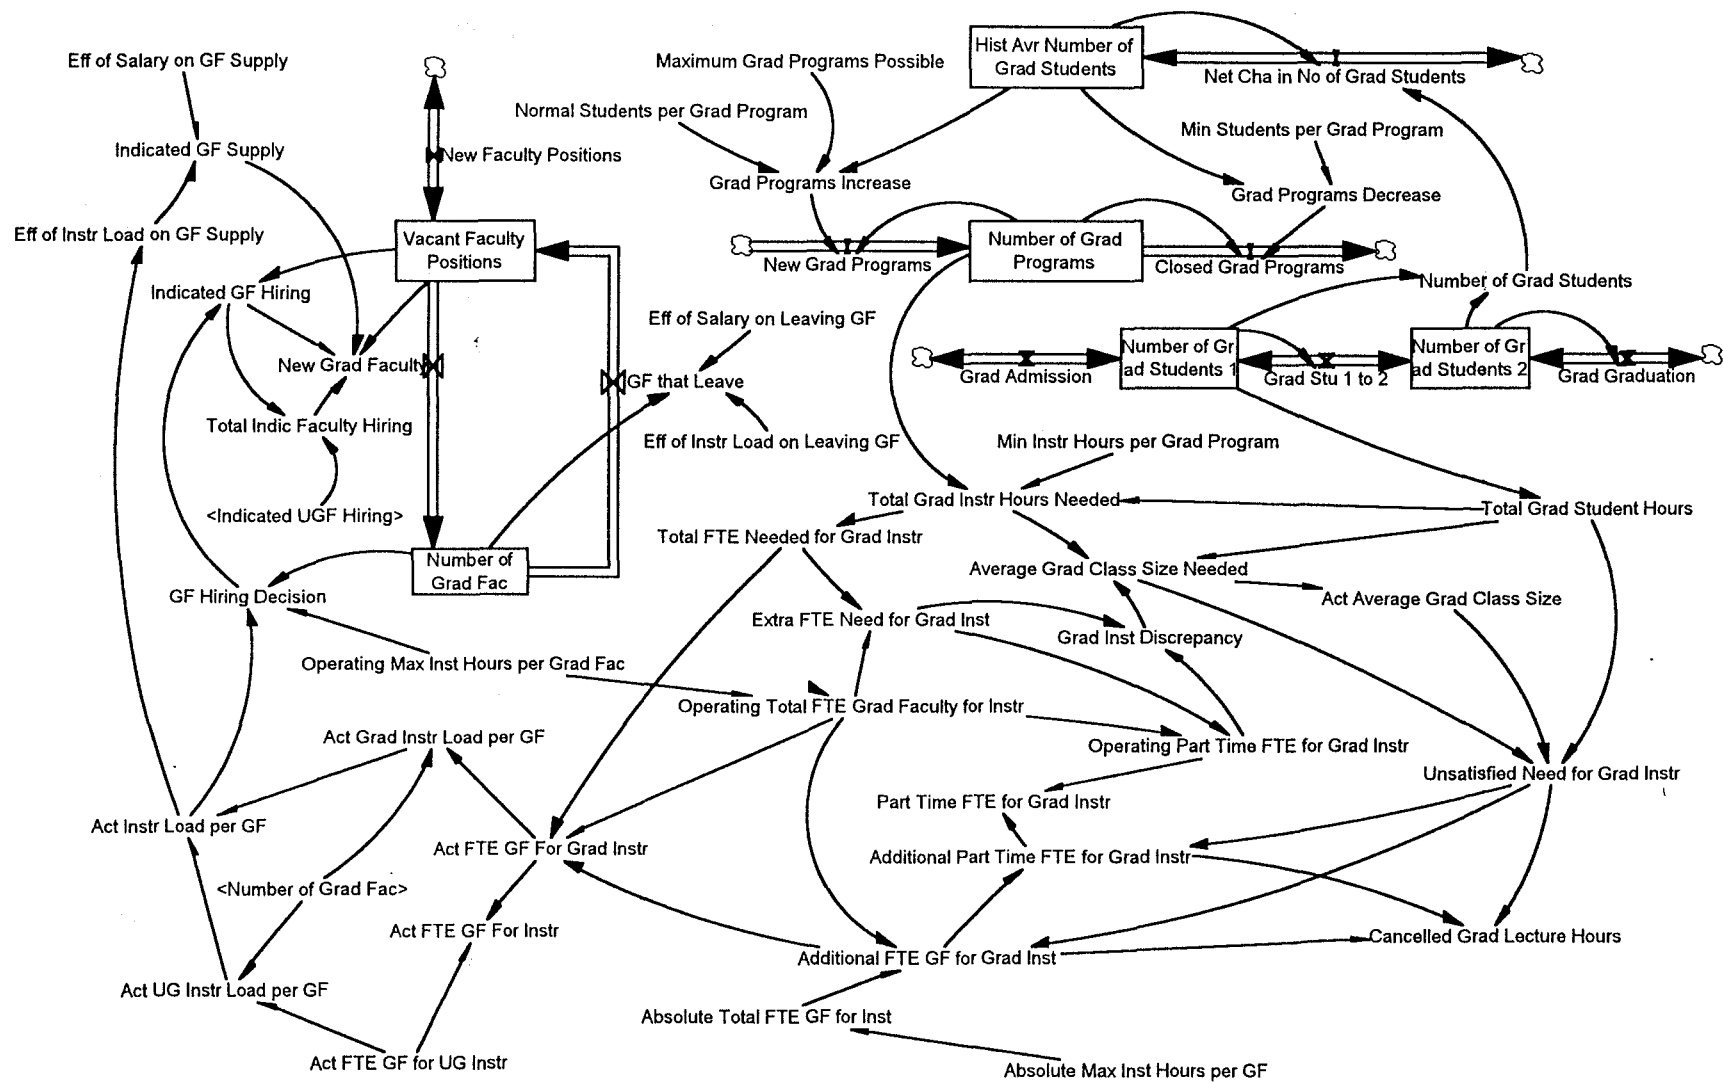 Eff of Salary on GF Supply
Maximum Grad Programs Possible
Hist Avr Number of
Grad Students
Net Cha in No of Grad Students
Normal Students per Grad Program
Min Students per Grad Program
Indicated GF Supply
New Faculty Positions
Grad Programs Increase
Grad Programs Decrease
Eff of Instr Load on GF Supply
Vacant Faculty
Positions
Number of Grad
Programs
New Grad Programs
Closed Grad Programs
Number of Grad Students
Indicated GF Hiring
Eff of Salary on Leaving GF
Number of Gr
ad Students 1
Number of Gr
ad Students 2
New Grad Faculty
GF that Leave
Grad Admission
Grad Stu 1 to 2
Grad Graduation
Total Indic Faculty Hiring
Eff of Instr Load on Leaving GF
Min Instr Hours per Grad Program
Total Grad Instr Hours Needed
Total Grad Student Hours
<Indicated UGF Hiring>
Total FTE Needed for Grad Instr
Number of
Grad Fac
Average Grad Class Size Needed
GF Hiring Decision
Act Average Grad Class Size
Extra FTE Need for Grad Inst
Grad Inst Discrepancy
Operating Max Inst Hours per Grad Fac
Operating Total FTE Grad Faculty for Instr
Act Grad Instr Load per GF
Operating Part Time FTE for Grad Instr
Unsatisfied Need for Grad Instr
Part Time FTE for Grad Instr
Act Instr Load per GF
Act FTE GF For Grad Instr
Additional Part Time FTE for Grad Instr
<Number of Grad Fac>
Act FTE GF For Instr
Cancelled Grad Lecture Hours
Additional FTE GF for Grad Inst
Act UG Instr Load per GF
Absolute Total FTE GF for Inst
Act FTE GF for UG Instr
Absolute Max Inst Hours per GF